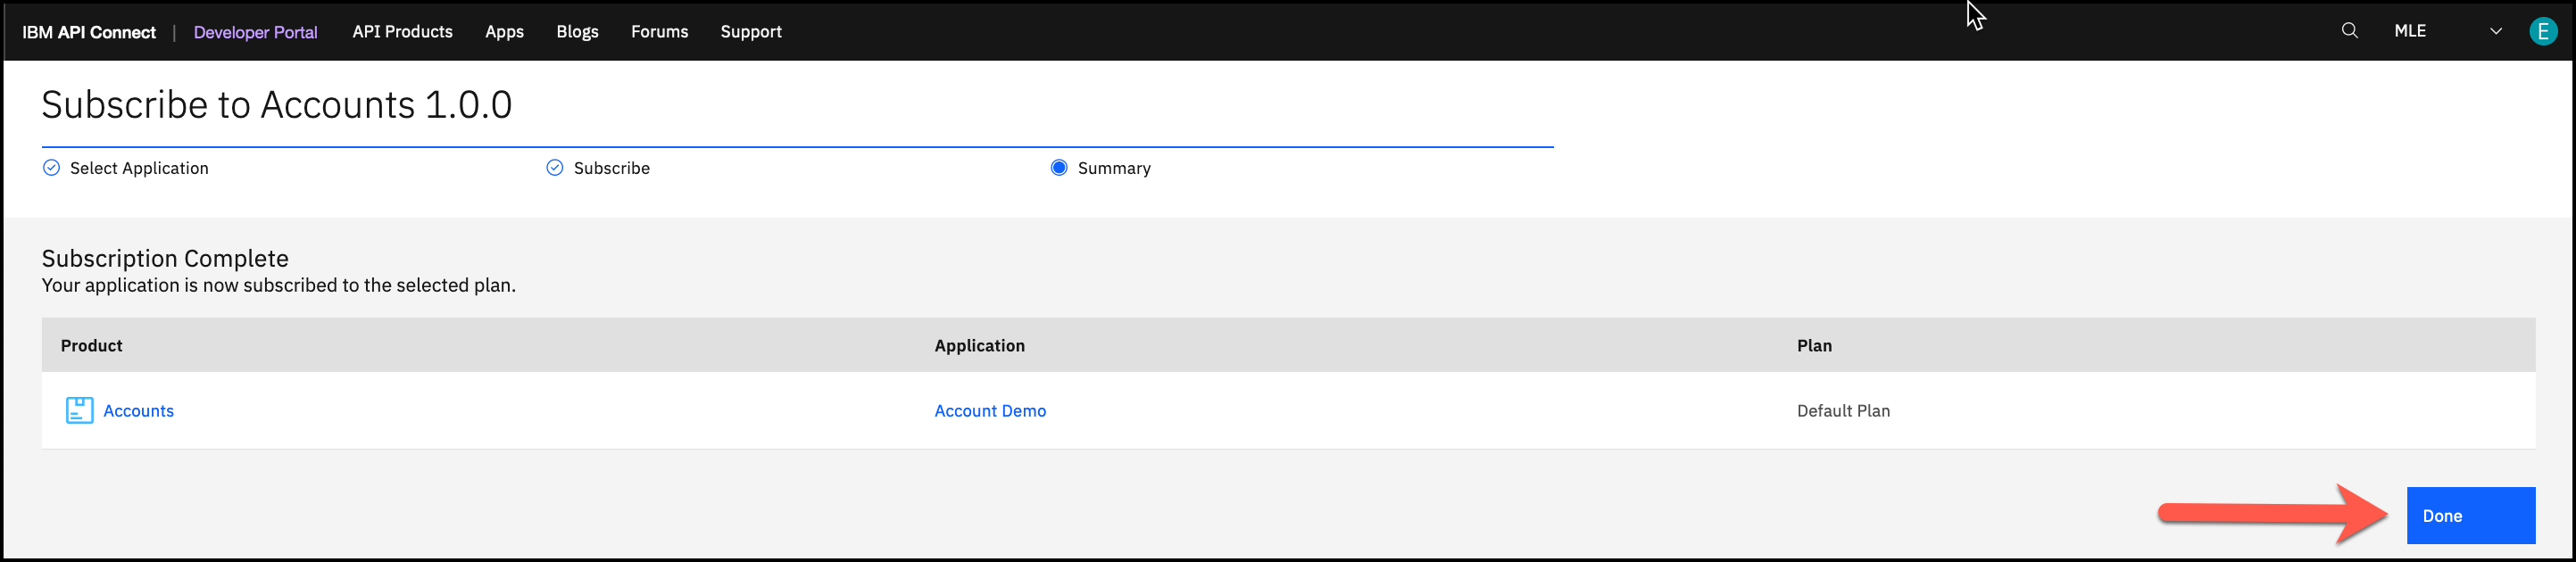 IBM API Connect | Developer Portal API Products Apps Blogs Forums Support MLE E
Subscribe to Accounts 1.0.0
Select Application Subscribe Summary
Subscription Complete
Your application is now subscribed to the selected plan.
Product Application Plan
Accounts Account Demo Default Plan
Done